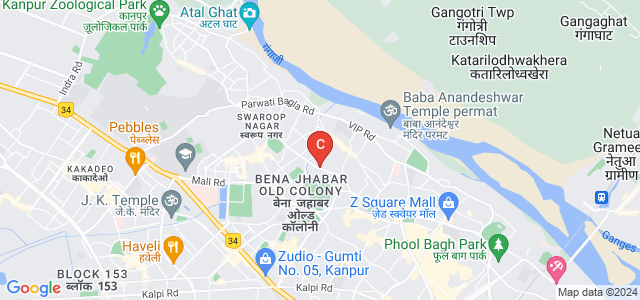 Kanpur Zoological Park
कानपुर
जूलोजिकल पार्क
Atal Ghat
अटल घाट
Gangotri Twp
गंगोत्री
टाउनशिप
Gangaghat
गंगाघाट
Katarilodhwakhera
कतारिलोध्वखेरा
गंगाजी
Indra Rd
Parwati Bagla Rd
VIP Rd
34
SWAROOP
NAGAR
स्वरूप नगर
Baba Anandeshwar
Temple permat
बाबा आनंदेश्वर
मंदिर परमट
Pebbles
पेब्ब्लेस
C
Netua
Grameen
नेतुआ
ग्रामीण
KAKADEO
काकादेओ
Mall Rd
BENA JHABAR
OLD COLONY
बेना जहाबर
ओल्ड
कॉलोनी
J. K. Temple
जे.के. मंदिर
Z Square Mall
ज़ेड स्क्वेयर मॉल
34
Haveli
हवेली
Zudio - Gumti
No. 05, Kanpur
Phool Bagh Park
फूल बाग पार्क
Ganges
BLOCK 153
ब्लॉक 153
Kalpi Rd
Kalpi Rd
Google
Map data ©2024